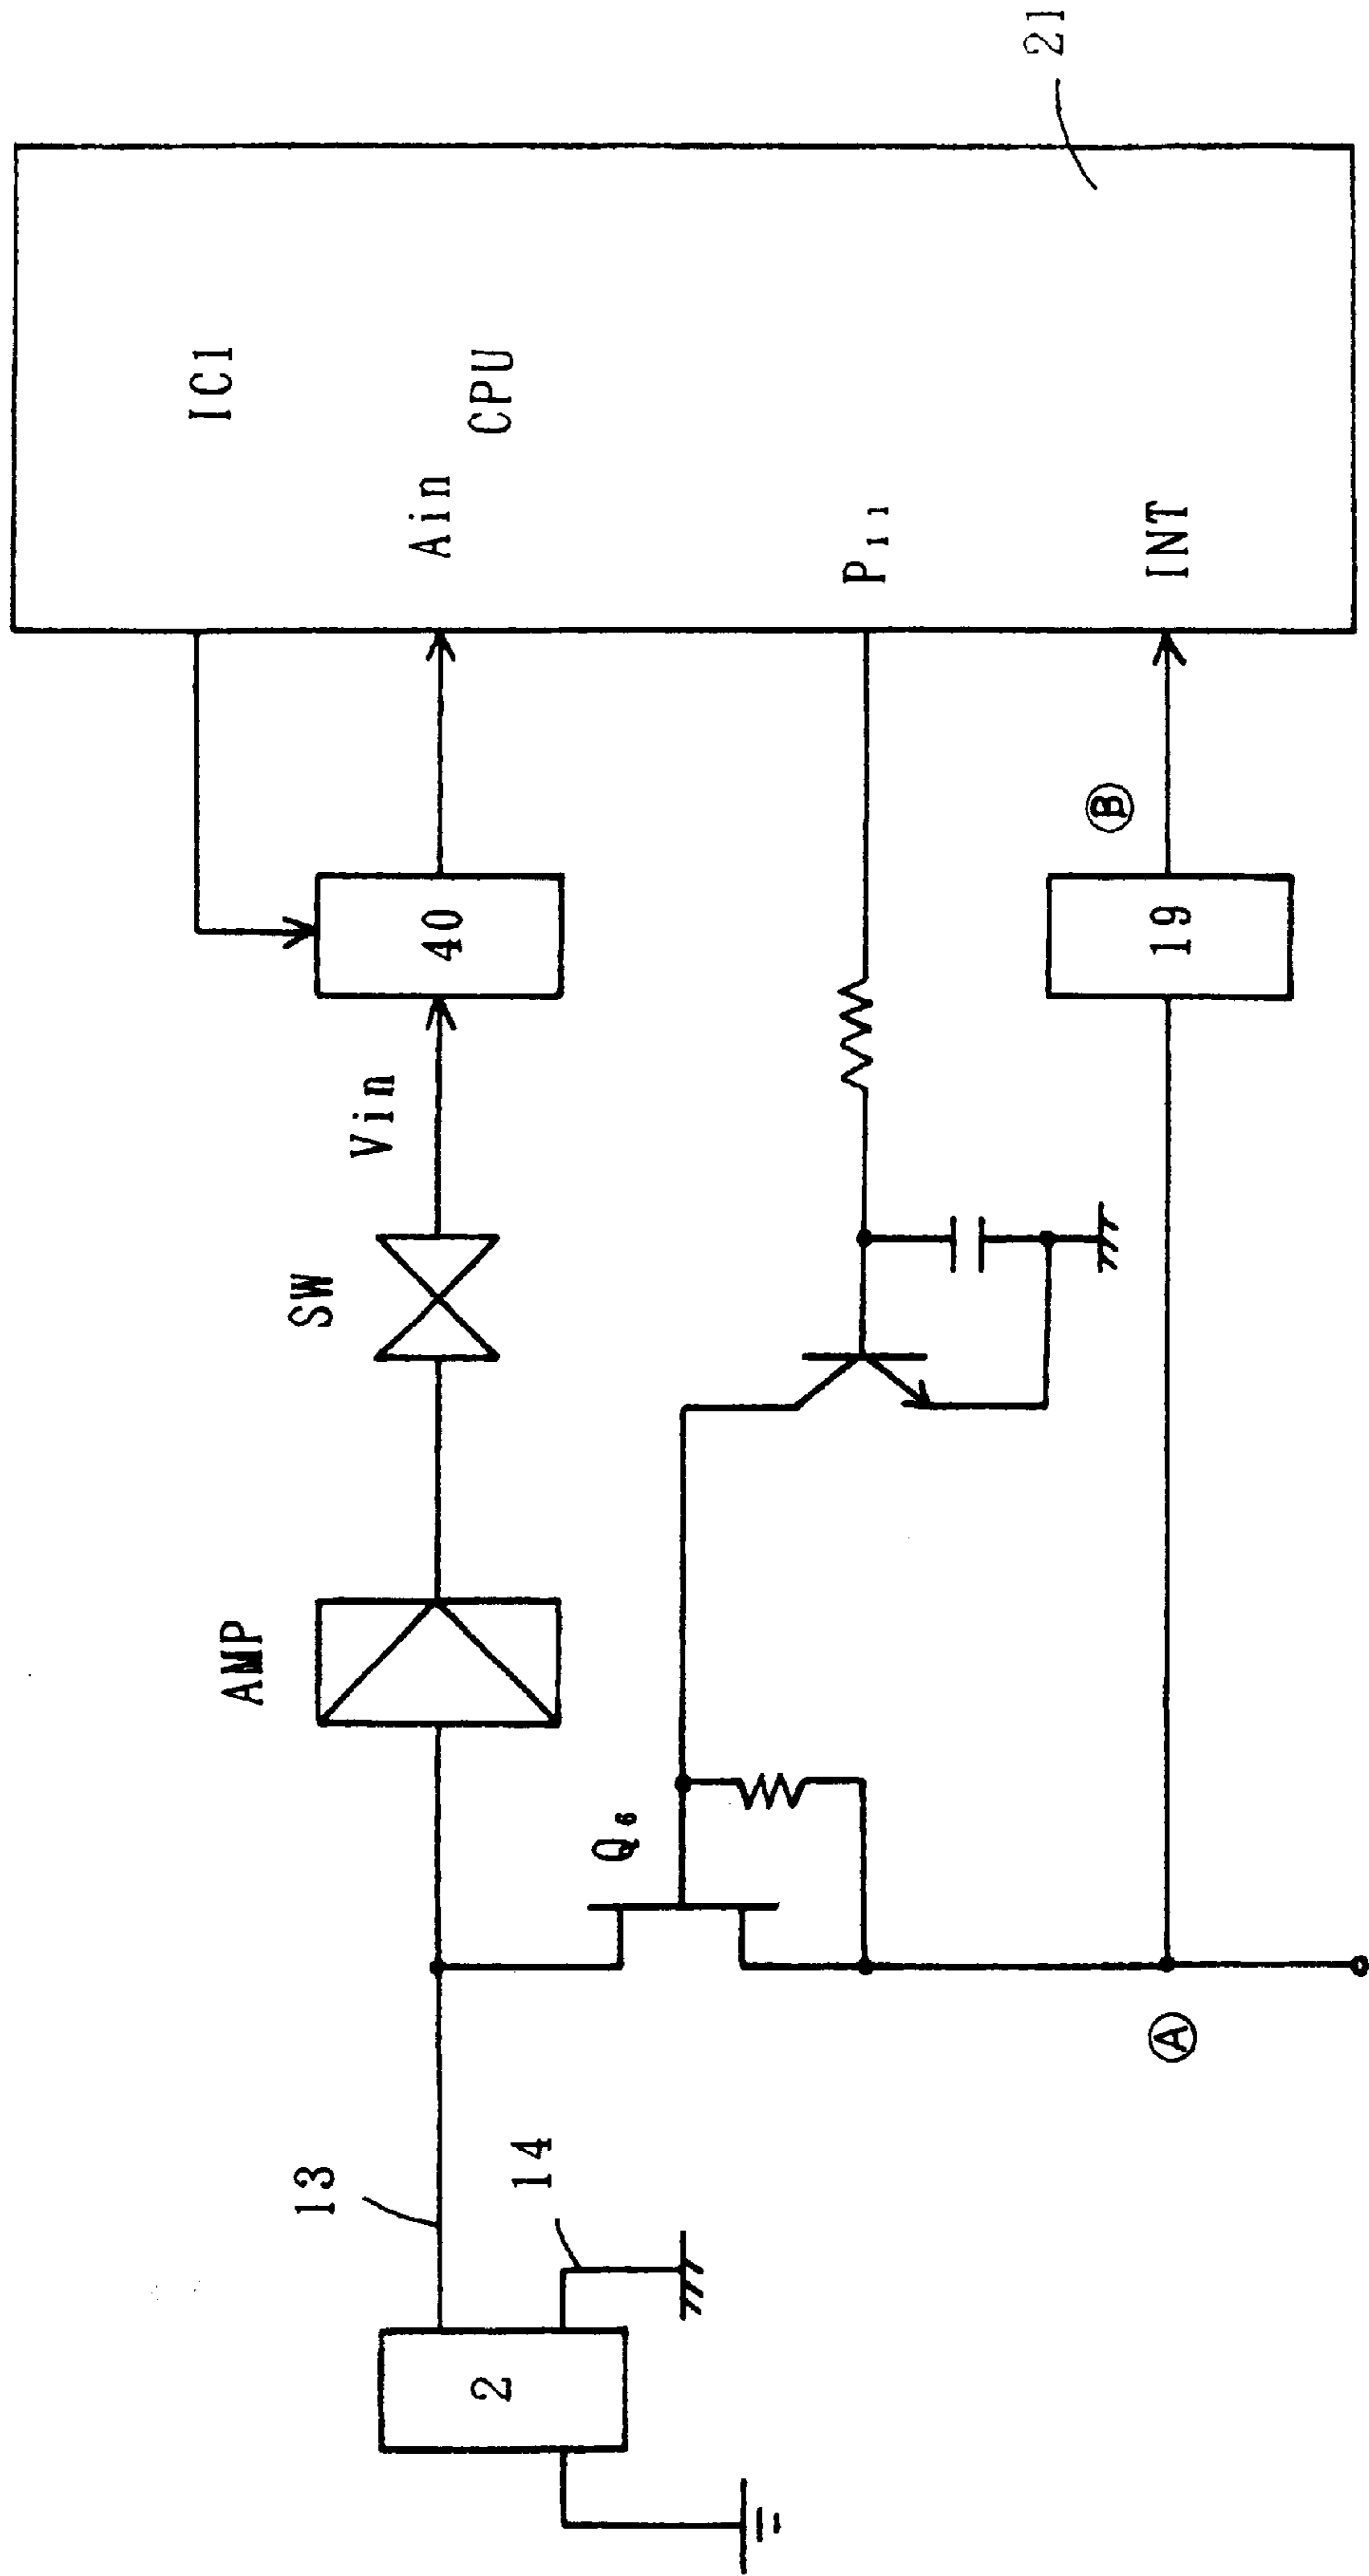 IC1
CPU
Ain
P₁₁
INT
21
40
Vin
SW
AMP
Ⓑ
19
Q₆
Ⓐ
13
14
2